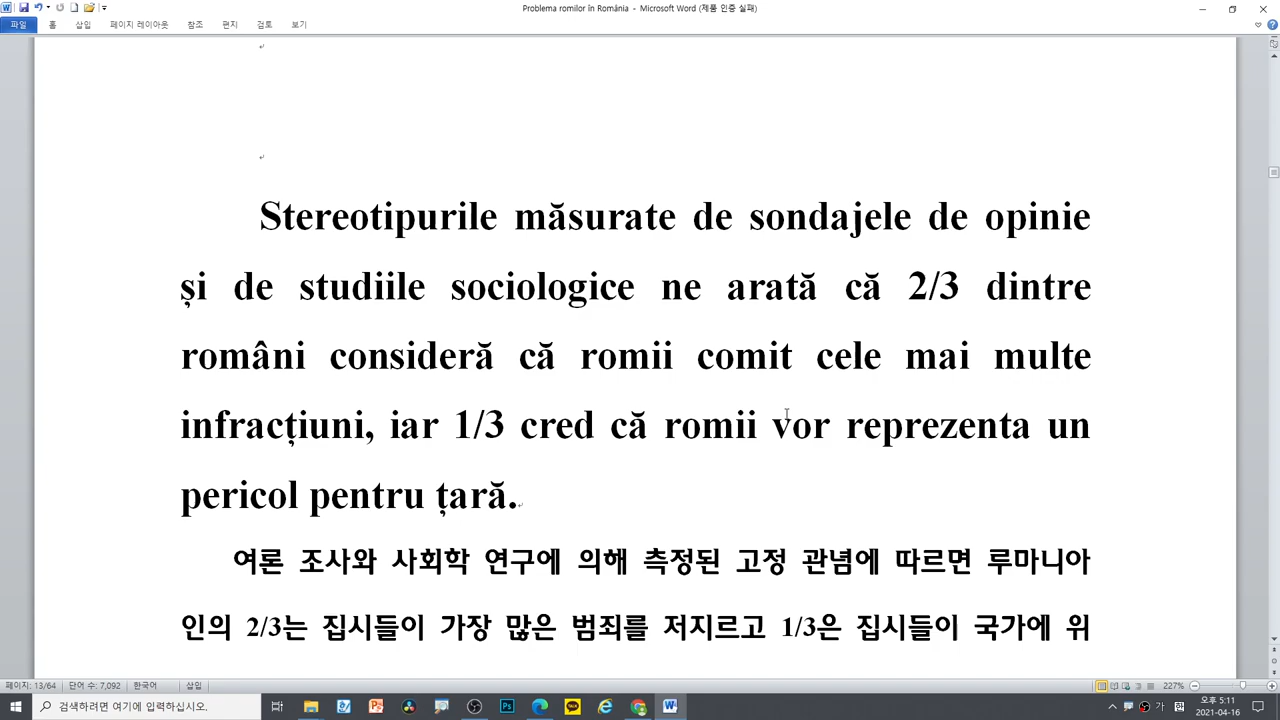 Problema romilor în România - Microsoft Word (제품 인증 실패)
파일 홈 삽입 페이지 레이아웃 참조 편지 검토 보기
Stereotipurile măsurate de sondajele de opinie
și de studiile sociologice ne arată că 2/3 dintre
români consideră că romii comit cele mai multe
infracțiuni, iar 1/3 cred că romii vor reprezenta un
pericol pentru țară.
여론 조사와 사회학 연구에 의해 측정된 고정 관념에 따르면 루마니아
인의 2/3는 집시들이 가장 많은 범죄를 저지르고 1/3은 집시들이 국가에 위
페이지: 13/64 단어 수: 7,092 한국어 삽입 227%
검색하려면 여기에 입력하십시오. 가 오후 5:11
2021-04-16